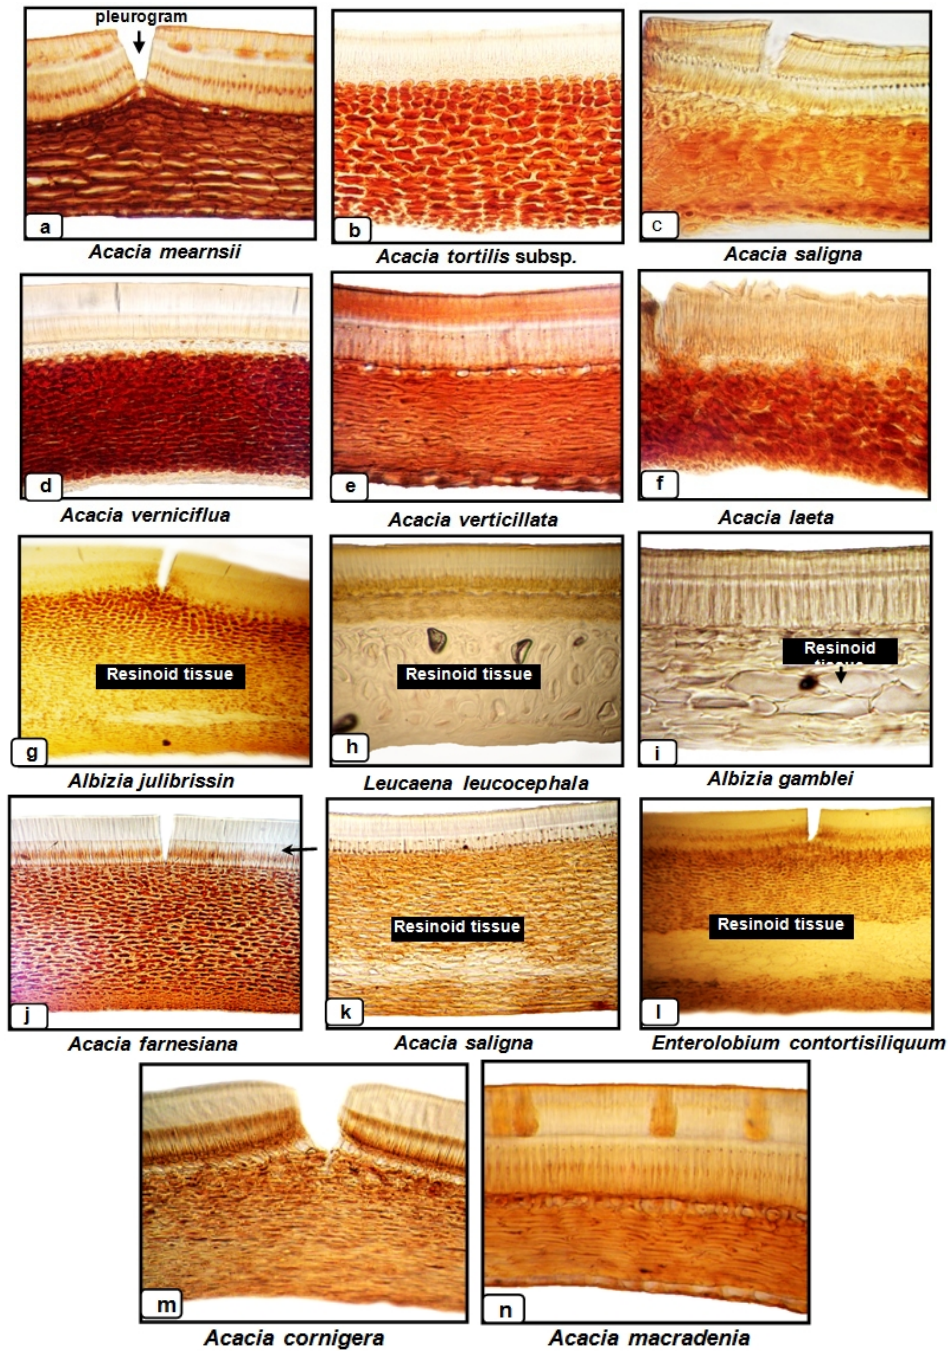 pleurogram
a
b
c
Acacia mearnsii
Acacia tortilis subsp.
Acacia saligna
d
e
f
Acacia verniciflua
Acacia verticillata
Acacia laeta
Resinoid tissue
Resinoid tissue
Resinoid
g
h
i
Albizia julibrissin
Leucaena leucocephala
Albizia gamblei
Resinoid tissue
Resinoid tissue
j
k
l
Acacia farnesiana
Acacia saligna
Enterolobium contortisiliquum
m
n
Acacia cornigera
Acacia macradenia